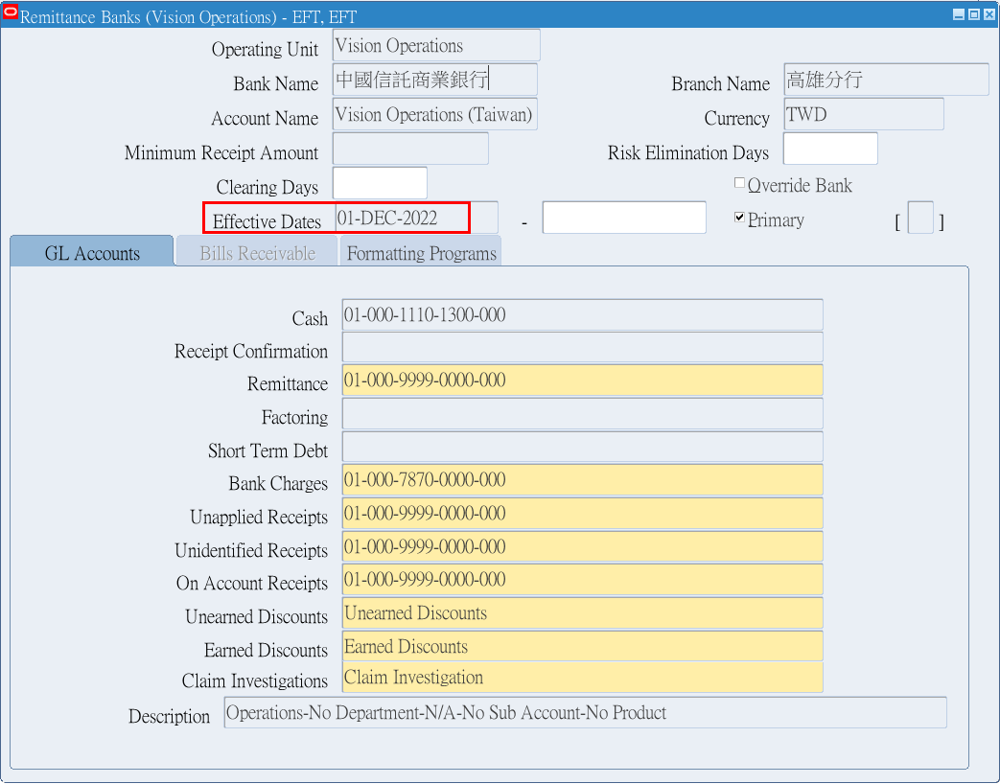 Remittance Banks (Vision Operations) - EFT, EFT
Operating Unit Vision Operations
Bank Name 中國信託商業銀行 Branch Name 高雄分行
Account Name Vision Operations (Taiwan) Currency TWD
Minimum Receipt Amount Risk Elimination Days
Clearing Days Override Bank
Effective Dates 01-DEC-2022 - Primary [ ]
GL Accounts Bills Receivable Formatting Programs
Cash 01-000-1110-1300-000
Receipt Confirmation
Remittance 01-000-9999-0000-000
Factoring
Short Term Debt
Bank Charges 01-000-7870-0000-000
Unapplied Receipts 01-000-9999-0000-000
Unidentified Receipts 01-000-9999-0000-000
On Account Receipts 01-000-9999-0000-000
Unearned Discounts Unearned Discounts
Earned Discounts Earned Discounts
Claim Investigations Claim Investigation
Description Operations-No Department-N/A-No Sub Account-No Product